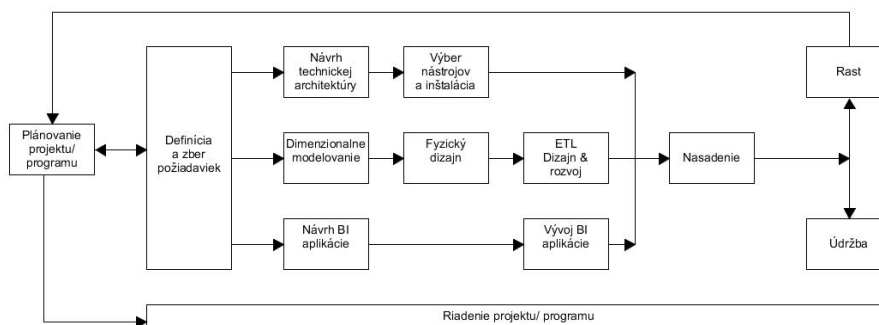 Návrh
technickej
architektúry
Výber
nástrojov
a inštalácia
Rast
Plánovanie
projektu/
programu
Definícia
a zber
požiadaviek
Dimenzionalne
modelovanie
Fyzický
dizajn
ETL
Dizajn &
rozvoj
Nasadenie
Návrh BI
aplikácie
Vývoj BI
aplikácie
Údržba
Riadenie projektu/ programu